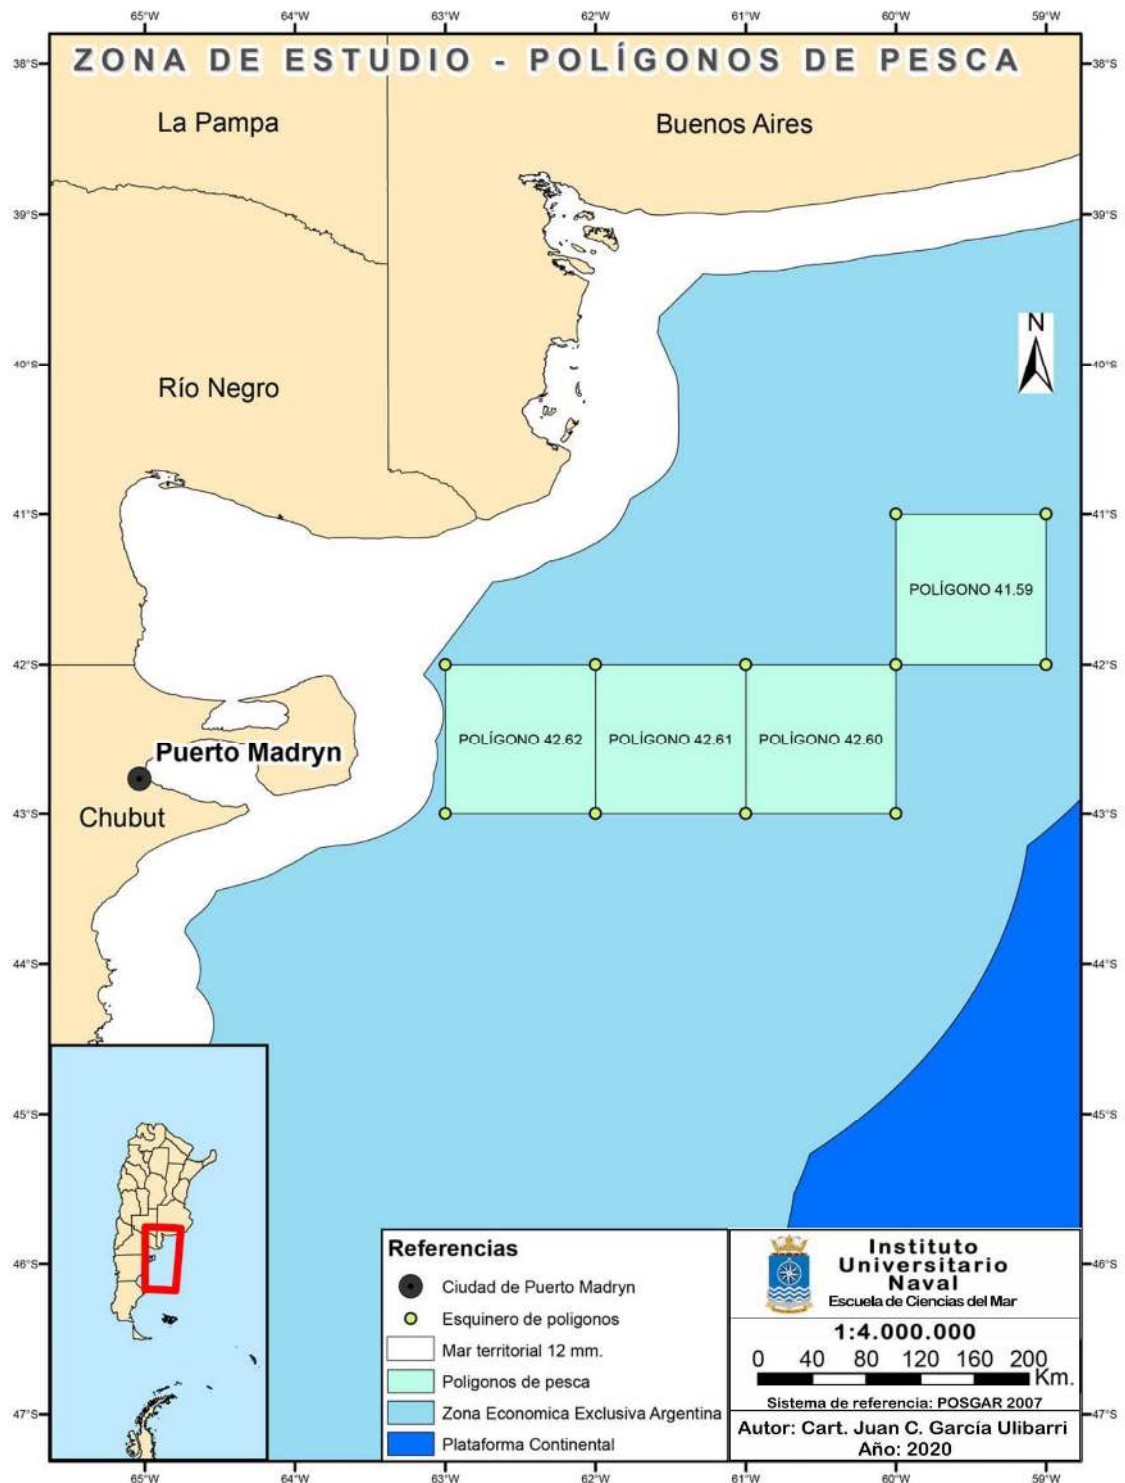 65°W 64°W 63°W 62°W 61°W 60°W 59°W
ZONA DE ESTUDIO - POLÍGONOS DE PESCA
38°S 38°S
La Pampa
Buenos Aires
39°S 39°S
N
40°S 40°S
Río Negro
41°S 41°S
POLÍGONO 41.59
42°S 42°S
POLÍGONO 42.62
POLÍGONO 42.61
POLÍGONO 42.60
Puerto Madryn
Chubut
43°S 43°S
44°S 44°S
45°S 45°S
46°S 46°S
47°S 47°S
Referencias
Ciudad de Puerto Madryn
Esquinero de poligonos
Mar territorial 12 mm.
Poligonos de pesca
Zona Economica Exclusiva Argentina
Plataforma Continental
Instituto
Universitario
Naval
Escuela de Ciencias del Mar
1:4.000.000
0 40 80 120 160 200
Km.
Sistema de referencia: POSGAR 2007
Autor: Cart. Juan C. García Ulibarri
Año: 2020
65°W 64°W 63°W 62°W 61°W 60°W 59°W